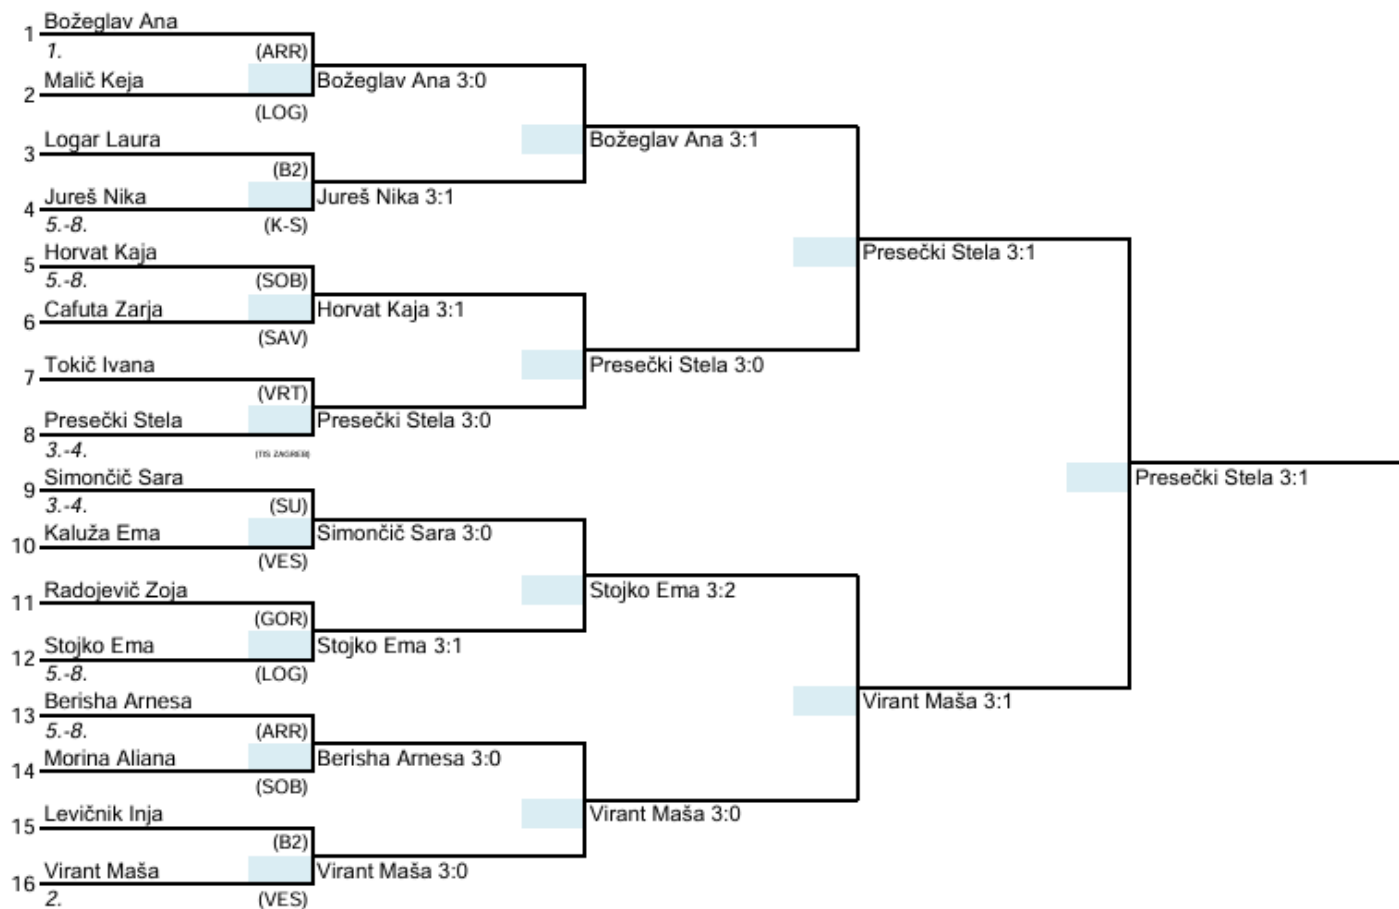 Božeglav Ana
1
1. (ARR)
Malič Keja Božeglav Ana 3:0
2
(LOG)
Logar Laura Božeglav Ana 3:1
3
(B2)
Jureš Nika Jureš Nika 3:1
4
5.-8. (K-S)
Horvat Kaja Presečki Stela 3:1
5
5.-8. (SOB)
Cafuta Zarja Horvat Kaja 3:1
6
(SAV)
Tokič Ivana Presečki Stela 3:0
7
(VRT)
Presečki Stela Presečki Stela 3:0
8
3.-4. (TIS ZAGREB)
Simončič Sara Presečki Stela 3:1
9
3.-4. (SU)
Kaluža Ema Simončič Sara 3:0
10
(VES)
Radojevič Zoja Stojko Ema 3:2
11
(GOR)
Stojko Ema Stojko Ema 3:1
12
5.-8. (LOG)
Berisha Arnesa Virant Maša 3:1
13
5.-8. (ARR)
Morina Aliana Berisha Arnesa 3:0
14
(SOB)
Levičnik Inja Virant Maša 3:0
15
(B2)
Virant Maša Virant Maša 3:0
16
2. (VES)